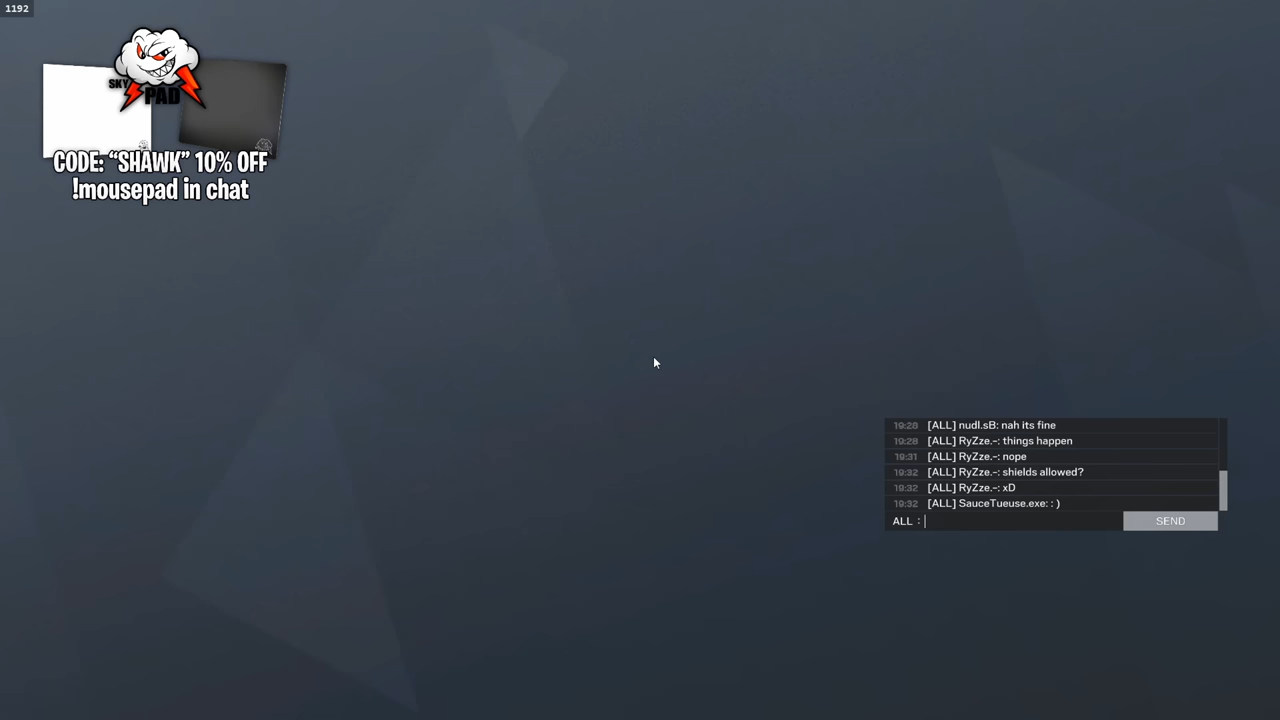 1192
SKY
PAD
CODE: “SHAWK” 10% OFF
!mousepad in chat
19:28 [ALL] nudl.sB: nah its fine
19:28 [ALL] RyZze.-: things happen
19:31 [ALL] RyZze.-: nope
19:32 [ALL] RyZze.-: shields allowed?
19:32 [ALL] RyZze.-: xD
19:32 [ALL] SauceTueuse.exe: : )
ALL : SEND